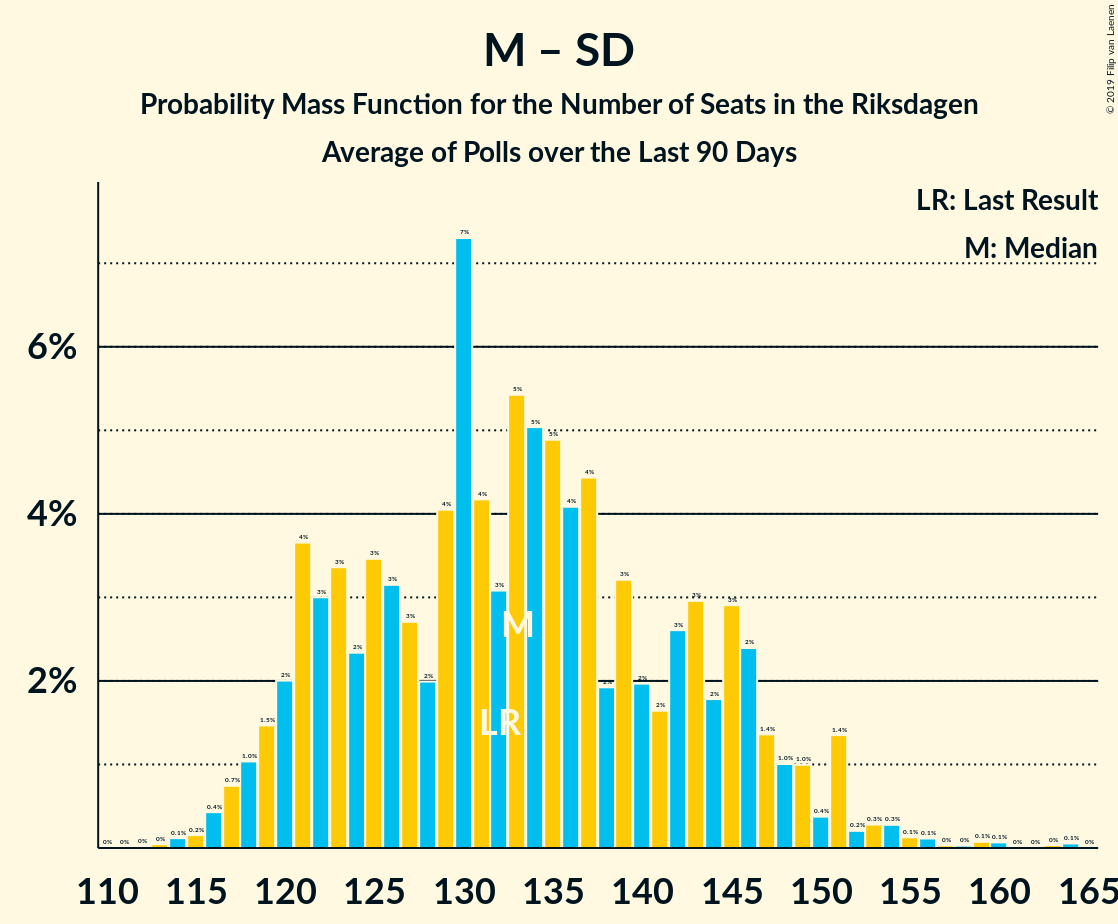 M – SD
Probability Mass Function for the Number of Seats in the Riksdagen
Average of Polls over the Last 90 Days
© 2019 Filip van Laenen
LR: Last Result
M: Median
6%
4%
2%
0% 0% 0% 0% 0.1% 0.2% 0.4% 0.7% 1.0% 1.5% 2% 4% 3% 3% 2% 3% 3% 3% 2% 4% 7% 4% 3% 5% 5% 5% 4% 4% 2% 3% 2% 2% 3% 3% 2% 3% 2% 1.4% 1.0% 1.0% 0.4% 1.4% 0.2% 0.3% 0.3% 0.1% 0.1% 0% 0% 0.1% 0.1% 0% 0% 0% 0.1% 0%
M
LR
110 115 120 125 130 135 140 145 150 155 160 165